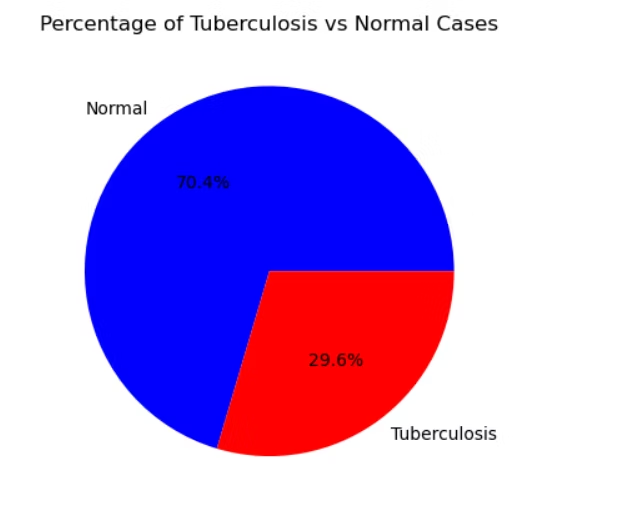 Percentage of Tuberculosis vs Normal Cases
Normal
70.4%
29.6%
Tuberculosis